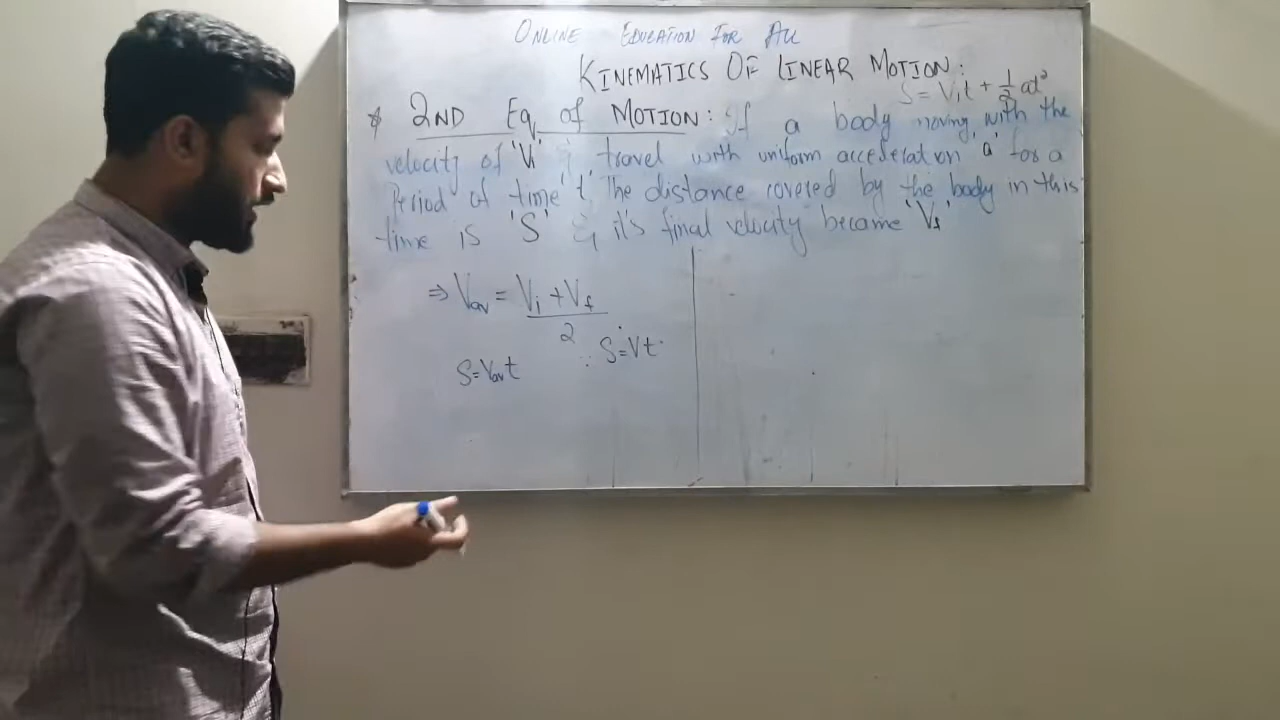 ONLINE EDUCATION FOR ALL
KINEMATICS OF LINEAR MOTION:
S = Vit + 1/2 at²
* 2ND Eq of MOTION: If a body moving with the
velocity of 'Vi' & travel with uniform acceleration 'a' for a
Period of time 't'. The distance covered by the body in this
time is 'S' & it's final velocity became 'Vf'
⇒ Vav = Vi + Vf / 2
∵ S = Vt
S = Vav t